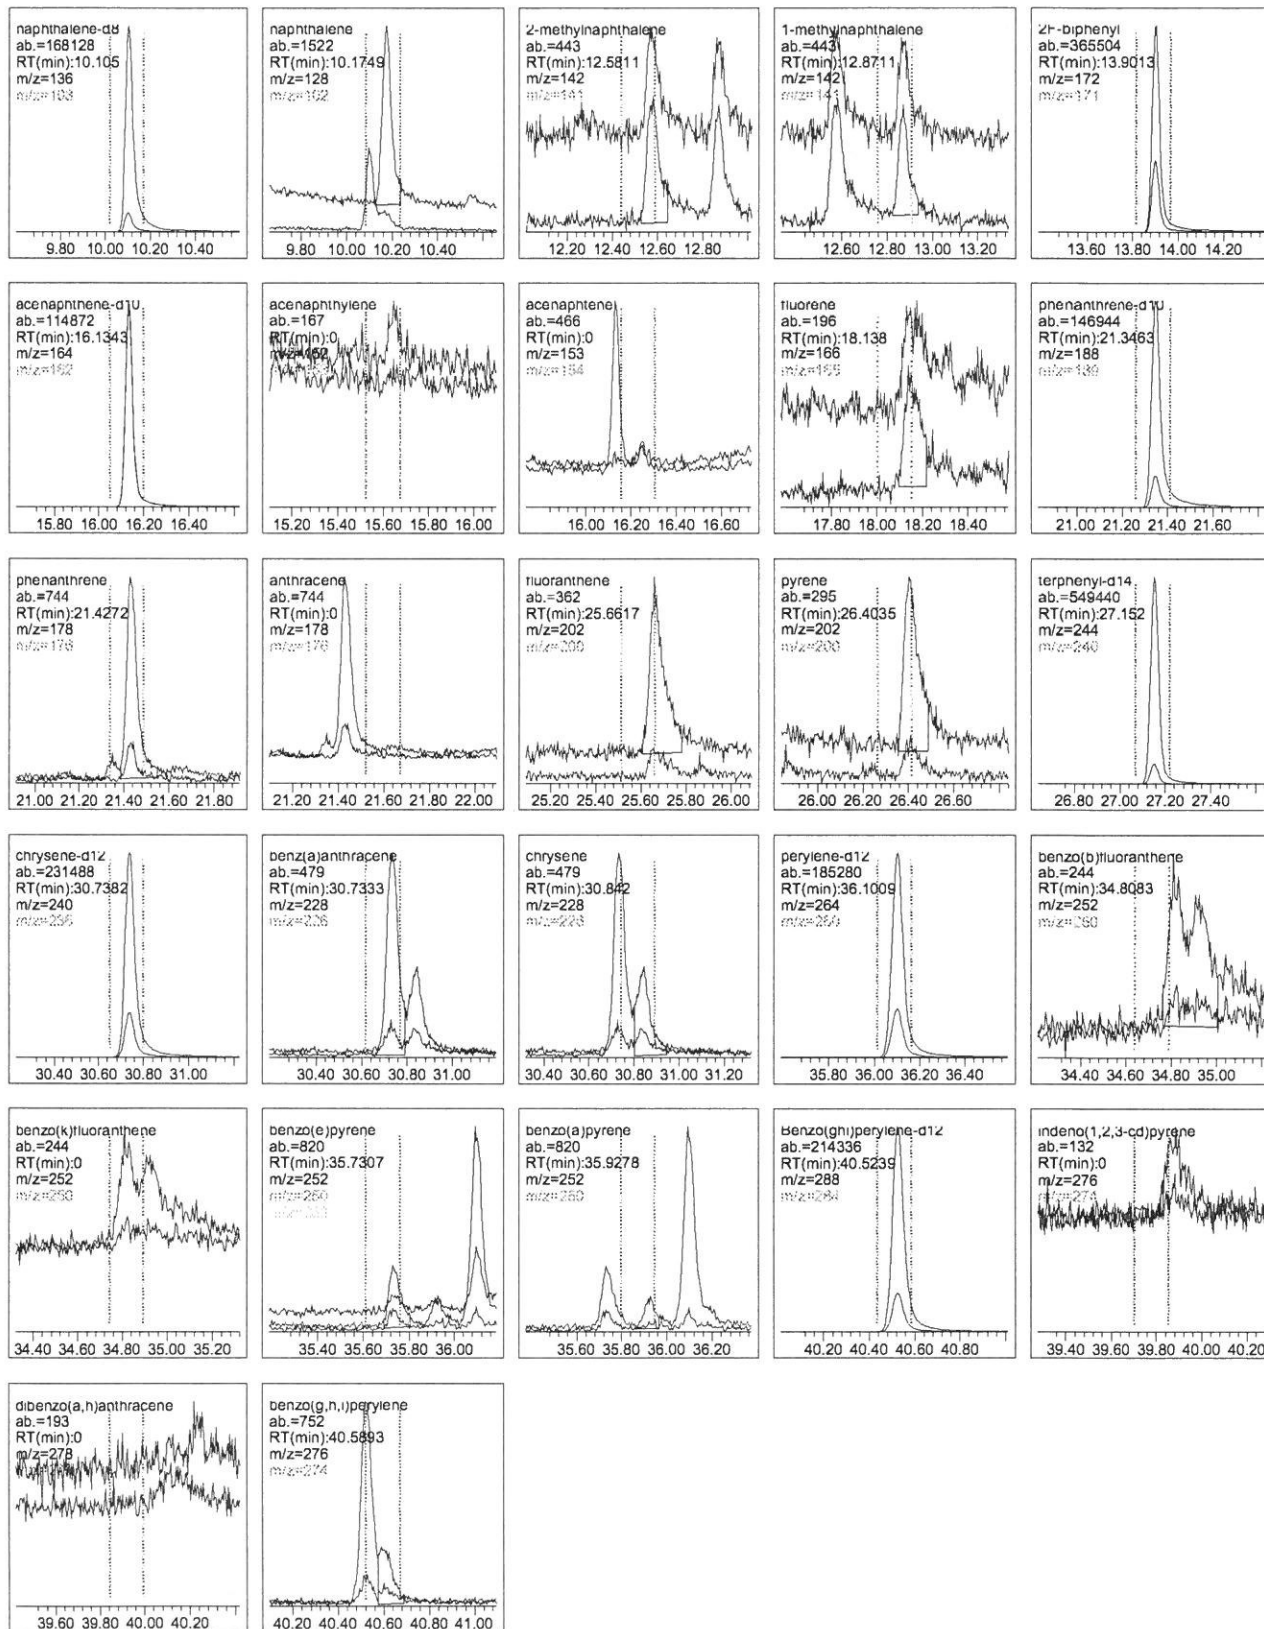 naphthalene-d8
ab.=168128
RT(min):10.105
m/z=136
9.80 10.00 10.20 10.40
naphthalene
ab.=1522
RT(min):10.1749
m/z=128
m/z=102
9.80 10.00 10.20 10.40
2-methylnaphthalene
ab.=443
RT(min):12.5811
m/z=142
m/z=141
12.20 12.40 12.60 12.80
1-methylnaphthalene
ab.=443
RT(min):12.8711
m/z=142
12.60 12.80 13.00 13.20
2F-biphenyl
ab.=365504
RT(min):13.9013
m/z=172
m/z=171
13.60 13.80 14.00 14.20
acenaphthene-d10
ab.=114872
RT(min):16.1343
m/z=164
m/z=162
15.80 16.00 16.20 16.40
acenaphthylene
ab.=167
RT(min):0
m/z=152
15.20 15.40 15.60 15.80 16.00
acenaphtene
ab.=466
RT(min):0
m/z=153
m/z=154
16.00 16.20 16.40 16.60
fluorene
ab.=196
RT(min):18.138
m/z=166
m/z=165
17.80 18.00 18.20 18.40
phenanthrene-d10
ab.=146944
RT(min):21.3463
m/z=188
m/z=189
21.00 21.20 21.40 21.60
phenanthrene
ab.=744
RT(min):21.4272
m/z=178
m/z=176
21.00 21.20 21.40 21.60 21.80
anthracene
ab.=744
RT(min):0
m/z=178
m/z=176
21.20 21.40 21.60 21.80 22.00
fluoranthene
ab.=362
RT(min):25.6617
m/z=202
m/z=200
25.20 25.40 25.60 25.80 26.00
pyrene
ab.=295
RT(min):26.4035
m/z=202
m/z=200
26.00 26.20 26.40 26.60
terphenyl-d14
ab.=549440
RT(min):27.152
m/z=244
m/z=240
26.80 27.00 27.20 27.40
chrysene-d12
ab.=231488
RT(min):30.7382
m/z=240
m/z=236
30.40 30.60 30.80 31.00
benz(a)anthracene
ab.=479
RT(min):30.7333
m/z=228
m/z=226
30.40 30.60 30.80 31.00
chrysene
ab.=479
RT(min):30.842
m/z=228
m/z=226
30.40 30.60 30.80 31.00 31.20
perylene-d12
ab.=185280
RT(min):36.1009
m/z=264
m/z=260
35.80 36.00 36.20 36.40
benzo(b)fluoranthene
ab.=244
RT(min):34.8083
m/z=252
m/z=250
34.40 34.60 34.80 35.00
benzo(k)fluoranthene
ab.=244
RT(min):0
m/z=252
m/z=250
34.40 34.60 34.80 35.00 35.20
benzo(e)pyrene
ab.=820
RT(min):35.7307
m/z=252
m/z=250
35.40 35.60 35.80 36.00
benzo(a)pyrene
ab.=820
RT(min):35.9278
m/z=252
m/z=250
35.60 35.80 36.00 36.20
Benzo(ghi)perylene-d12
ab.=214336
RT(min):40.5239
m/z=288
m/z=284
40.20 40.40 40.60 40.80
indeno(1,2,3-cd)pyrene
ab.=132
RT(min):0
m/z=276
m/z=274
39.40 39.60 39.80 40.00 40.20
dibenzo(a,h)anthracene
ab.=193
RT(min):0
m/z=278
39.60 39.80 40.00 40.20
benzo(g,h,i)perylene
ab.=752
RT(min):40.5893
m/z=276
m/z=274
40.20 40.40 40.60 40.80 41.00